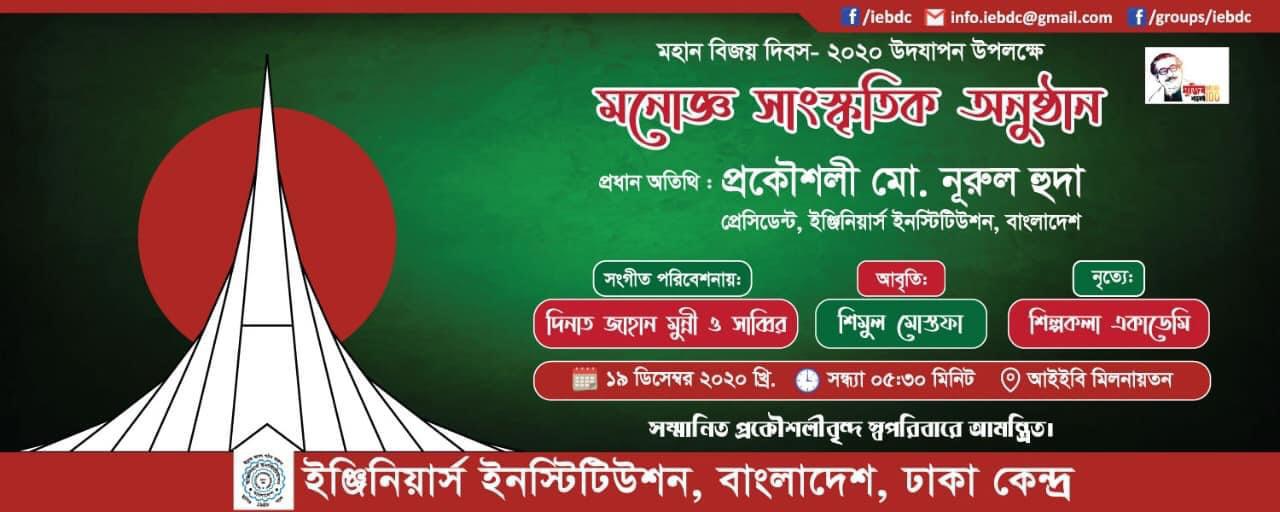 /iebdc info.iebdc@gmail.com /groups/iebdc
মহান বিজয় দিবস- ২০২০ উদযাপন উপলক্ষে
মনোজ্ঞ সাংস্কৃতিক অনুষ্ঠান
প্রধান অতিথি : প্রকৌশলী মো. নূরুল হুদা
প্রেসিডেন্ট, ইঞ্জিনিয়ার্স ইনস্টিটিউশন, বাংলাদেশ
সংগীত পরিবেশনায়: আবৃতি: নৃত্যে:
দিনাত জাহান মুন্নী ও সাব্বির শিমুল মোস্তফা শিল্পকলা একাডেমি
১৯ ডিসেম্বর ২০২০ খ্রি. সন্ধ্যা ০৫:৩০ মিনিট আইইবি মিলনায়তন
সম্মানিত প্রকৌশলীবৃন্দ স্বপরিবারে আমন্ত্রিত।
ইঞ্জিনিয়ার্স ইনস্টিটিউশন, বাংলাদেশ, ঢাকা কেন্দ্র